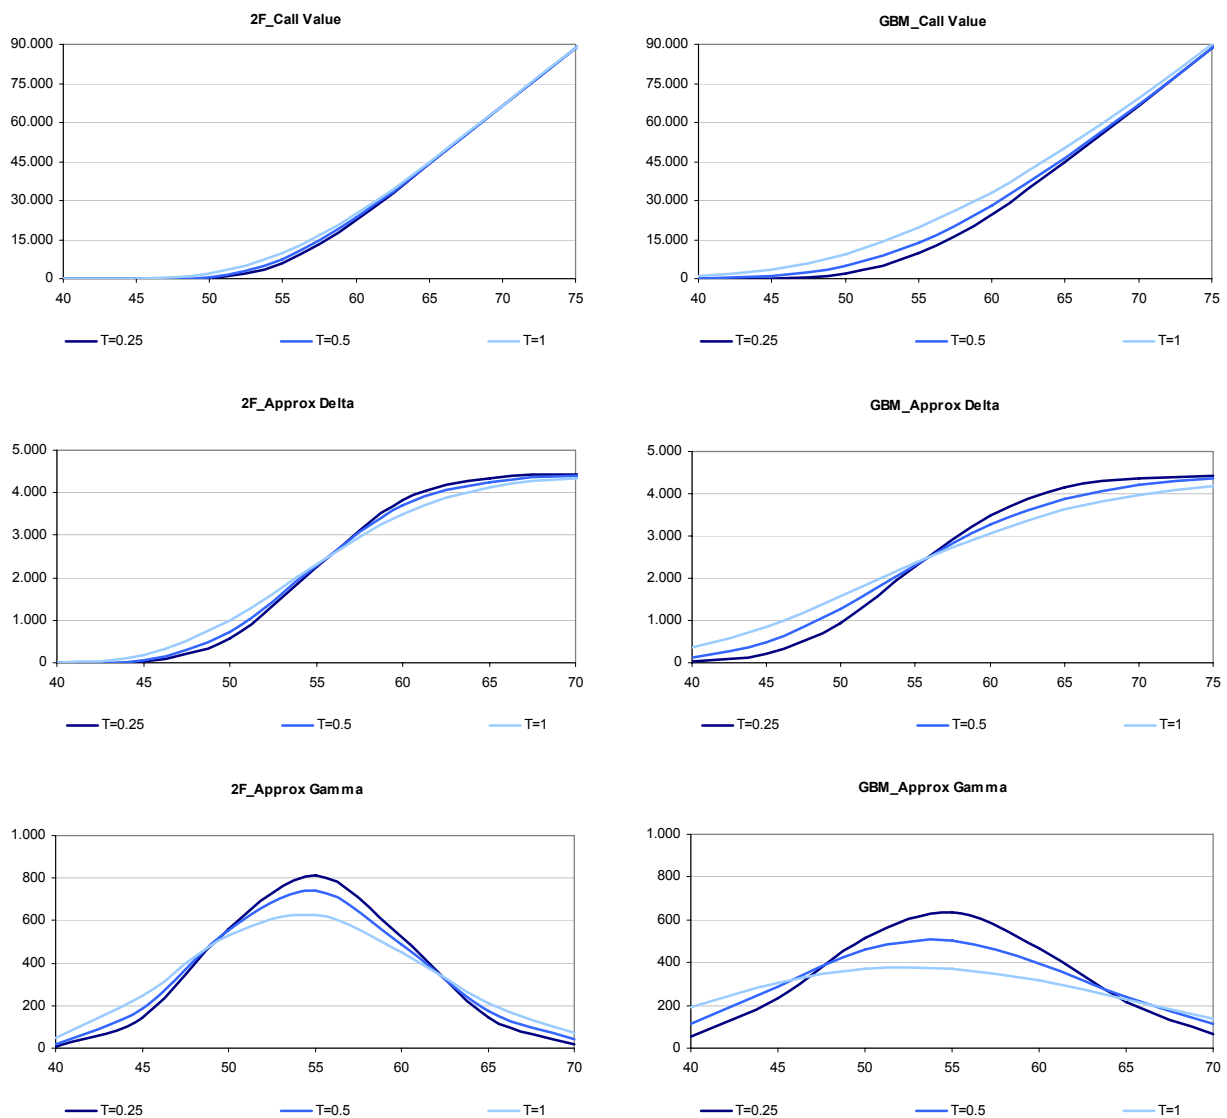 2F_Call Value
90.000
75.000
60.000
45.000
30.000
15.000
0
40 45 50 55 60 65 70 75
T=0.25 T=0.5 T=1
GBM_Call Value
90.000
75.000
60.000
45.000
30.000
15.000
0
40 45 50 55 60 65 70 75
T=0.25 T=0.5 T=1
2F_Approx Delta
5.000
4.000
3.000
2.000
1.000
0
40 45 50 55 60 65 70
T=0.25 T=0.5 T=1
GBM_Approx Delta
5.000
4.000
3.000
2.000
1.000
0
40 45 50 55 60 65 70 75
T=0.25 T=0.5 T=1
2F_Approx Gamma
1.000
800
600
400
200
0
40 45 50 55 60 65 70
T=0.25 T=0.5 T=1
GBM_Approx Gamma
1.000
800
600
400
200
0
40 45 50 55 60 65 70
T=0.25 T=0.5 T=1